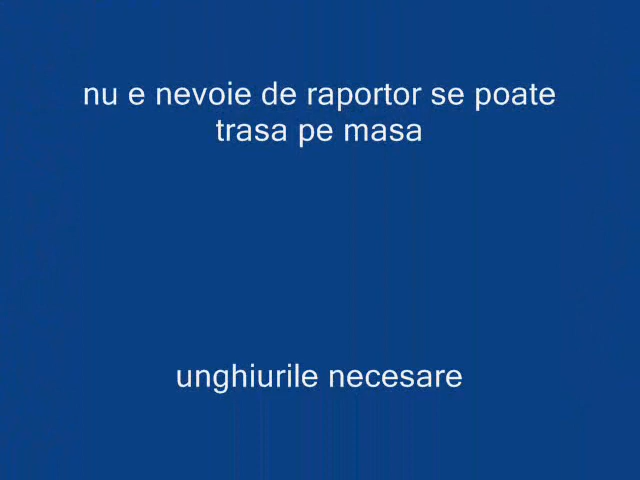 nu e nevoie de raportor se poate
trasa pe masa
unghiurile necesare